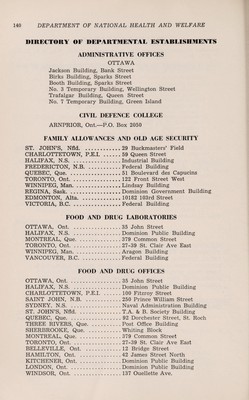 140 DEPARTMENT OF NATIONAL HEALTH AND WELFARE
DIRECTORY OF DEPARTMENTAL ESTABLISHMENTS
ADMINISTRATIVE OFFICES
OTTAWA
Jackson Building, Bank Street
Birks Building, Sparks Street
Booth Building, Sparks Street
No. 3 Temporary Building, Wellington Street
Trafalgar Building, Queen Street
No. 7 Temporary Building, Green Island
CIVIL DEFENCE COLLEGE
ARNPRIOR, Ont.—P.O. Box 2050
FAMILY ALLOWANCES AND OLD AGE SECURITY
ST. JOHN'S, Nfld. ............ 29 Buckmasters' Field
CHARLOTTETOWN, P.E.I. ...... 59 Queen Street
HALIFAX, N.S. ............ Industrial Building
FREDERICTON, N.B. ............ Federal Building
QUEBEC, Que. ............ 51 Boulevard des Capucins
TORONTO, Ont. ............ 122 Front Street West
WINNIPEG, Man. ............ Lindsay Building
REGINA, Sask. ............ Dominion Government Building
EDMONTON, Alta. ............ 10182 103rd Street
VICTORIA, B.C. ............ Federal Building
FOOD AND DRUG LABORATORIES
OTTAWA, Ont. ............ 35 John Street
HALIFAX, N.S. ............ Dominion Public Building
MONTREAL, Que. ............ 379 Common Street
TORONTO, Ont. ............ 27-39 St. Clair Ave East
WINNIPEG, Man. ............ Aragon Building
VANCOUVER, B.C. ............ Federal Building
FOOD AND DRUG OFFICES
OTTAWA, Ont. ............ 35 John Street
HALIFAX, N.S. ............ Dominion Public Building
CHARLOTTETOWN, P.E.I. ...... 100 Fitzroy Street
SAINT JOHN, N.B. ............ 250 Prince William Street
SYDNEY, N.S. ............ Naval Administration Building
ST. JOHN'S, Nfld. ............ T.A. & B. Society Building
QUEBEC, Que. ............ 92 Dorchester Street, St. Roch
THREE RIVERS, Que. ............ Post Office Building
SHERBROOKE, Que. ............ Whiting Block
MONTREAL, Que. ............ 379 Common Street
TORONTO, Ont. ............ 27-39 St. Clair Ave East
BELLEVILLE, Ont. ............ 12 Bridge Street
HAMILTON, Ont. ............ 42 James Street North
KITCHENER, Ont. ............ Dominion Public Building
LONDON, Ont. ............ Dominion Public Building
WINDSOR, Ont. ............ 137 Ouellette Ave.